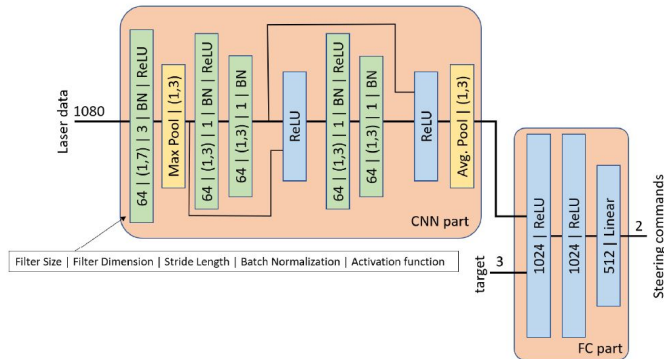 Laser data
1080
64 | (1,7) | 3 | BN | ReLU
Max Pool | (1,3)
64 | (1,3) | 1 | BN | ReLU
64 | (1,3) | 1 | BN
ReLU
64 | (1,3) | 1 | BN | ReLU
64 | (1,3) | 1 | BN
ReLU
Avg. Pool | (1,3)
CNN part
Filter Size | Filter Dimension | Stride Length | Batch Normalization | Activation function
target
3
1024 | ReLU
1024 | ReLU
512 | Linear
2
Steering commands
FC part